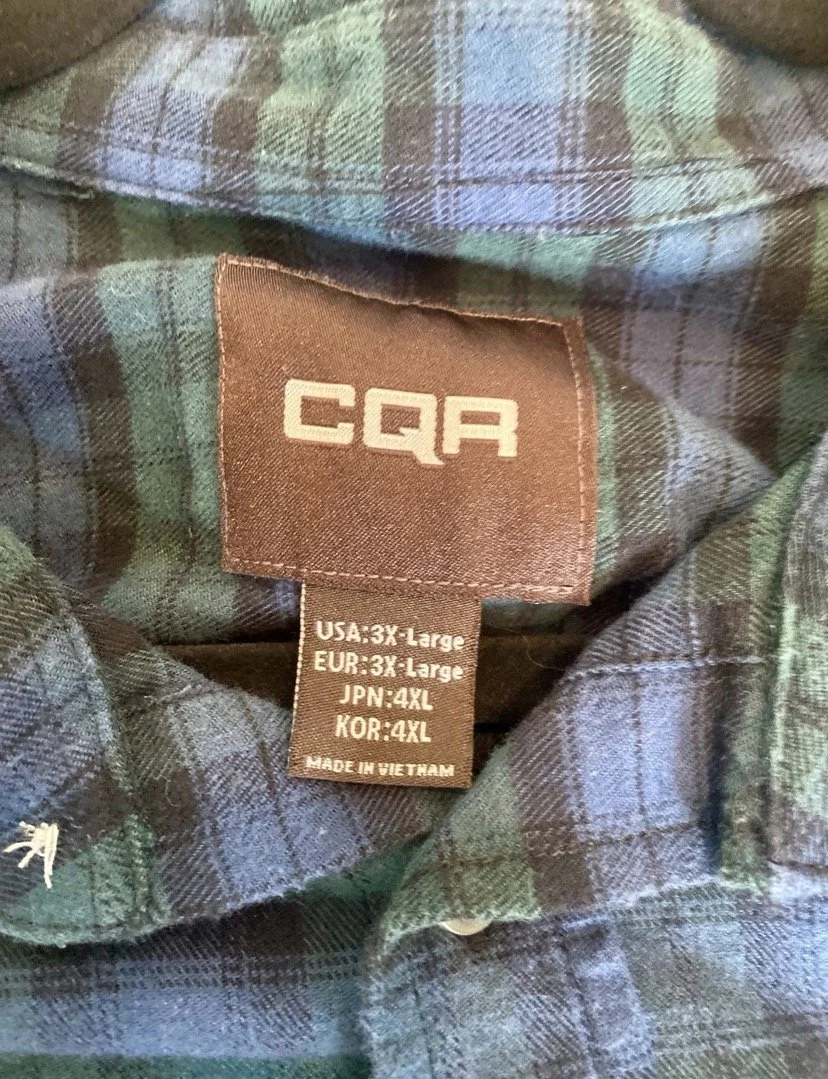 CQR
USA:3X-Large
EUR:3X-Large
JPN:4XL
KOR:4XL
MADE IN VIETNAM